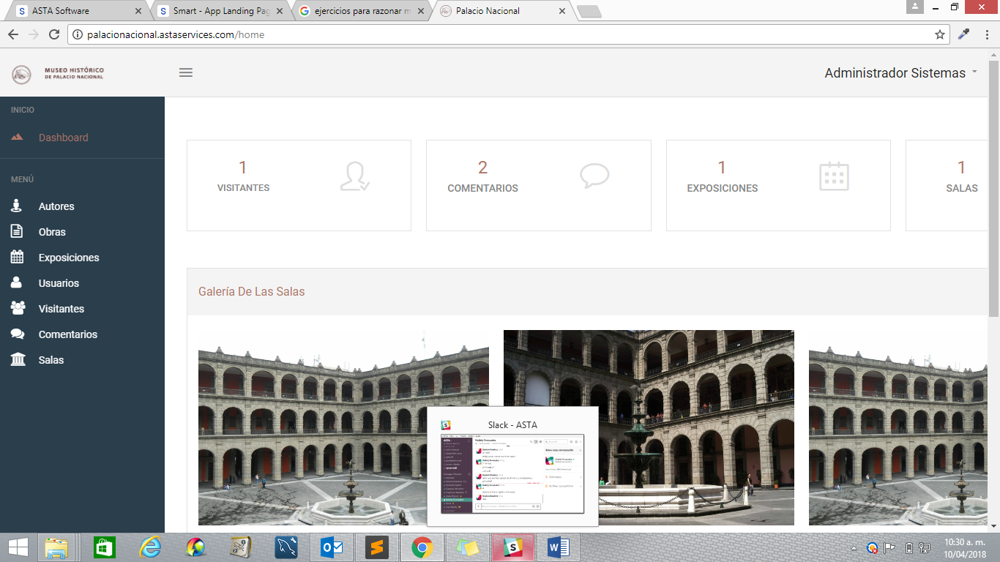 ASTA Software
Smart - App Landing Pag
ejercicios para razonar m
Palacio Nacional
palacionacional.astaservices.com/home
MUSEO HISTÓRICO
DE PALACIO NACIONAL
Administrador Sistemas
INICIO
Dashboard
MENÚ
Autores
Obras
Exposiciones
Usuarios
Visitantes
Comentarios
Salas
1
VISITANTES
2
COMENTARIOS
1
EXPOSICIONES
1
SALAS
Galería De Las Salas
Slack - ASTA
10:30 a. m.
10/04/2018